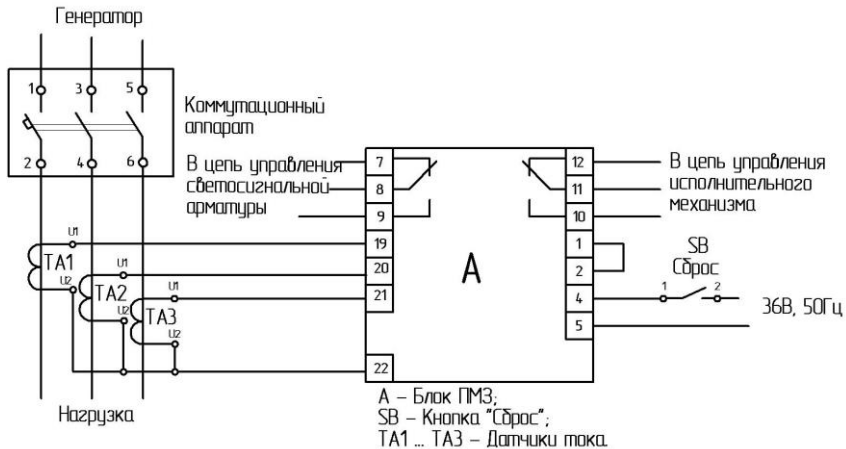 Генератор
1 3 5
Коммутационный
аппарат
2 4 6
В цепь управления
светосигнальной
арматуры
7
8
9
19
20
21
22
12
11
10
1
2
4
5
A
В цепь управления
исполнительного
механизма
SB
Сброс
1 2
36В, 50Гц
U1
TA1
U2
U1
TA2
U2
U1
TA3
U2
Нагрузка
А – Блок ПМЗ;
SB – Кнопка "Сброс";
ТА1 ... ТА3 – Датчики тока.